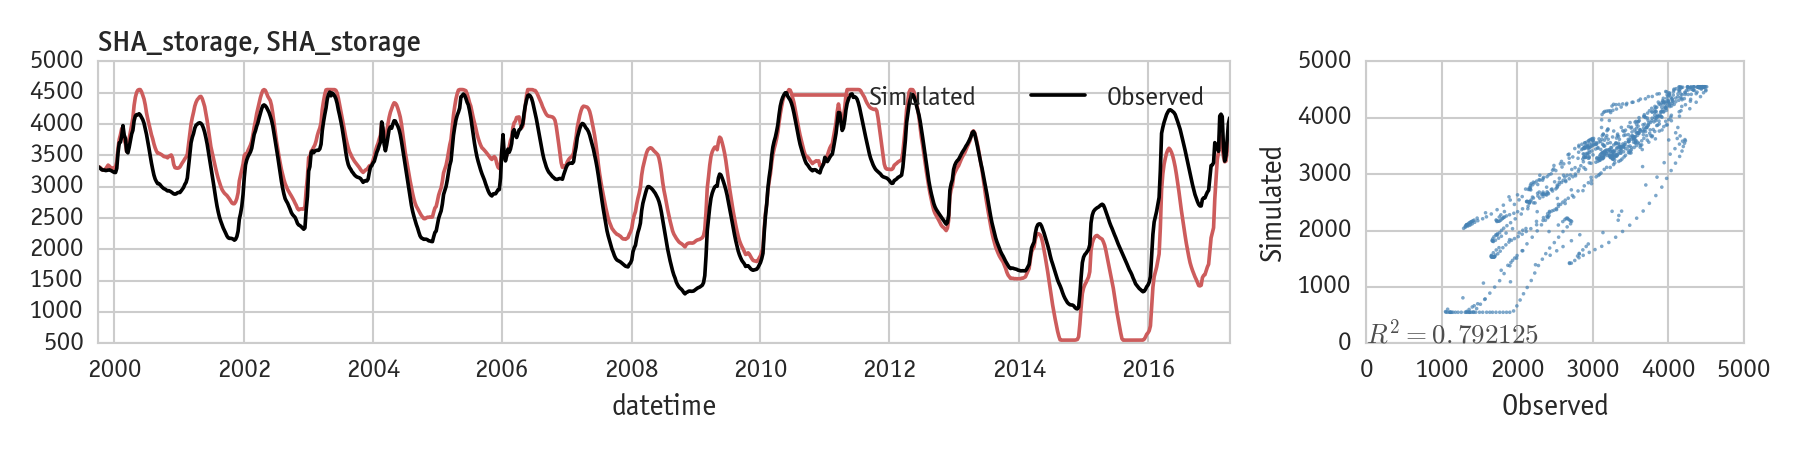 SHA_storage, SHA_storage
5000
4500
4000
3500
3000
2500
2000
1500
1000
500
2000 2002 2004 2006 2008 2010 2012 2014 2016
datetime
Simulated Observed
5000
4000
3000
2000
1000
0
Simulated
R² = 0.792125
0 1000 2000 3000 4000 5000
Observed